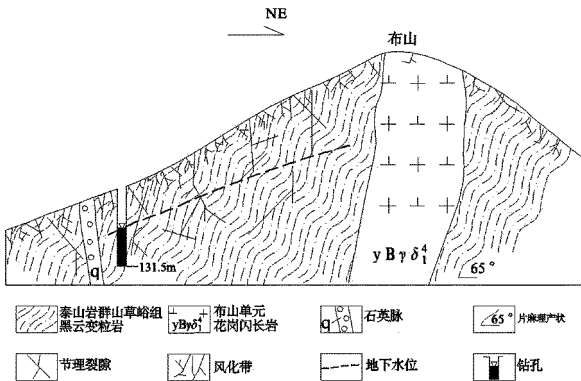 NE
布山
q
131.5m
yBγδ₁⁴
65°
泰山岩群山草峪组
黑云变粒岩
yBγδ₁⁴
布山单元
花岗闪长岩
q
石英脉
65°
片麻理产状
节理裂隙
风化带
地下水位
钻孔